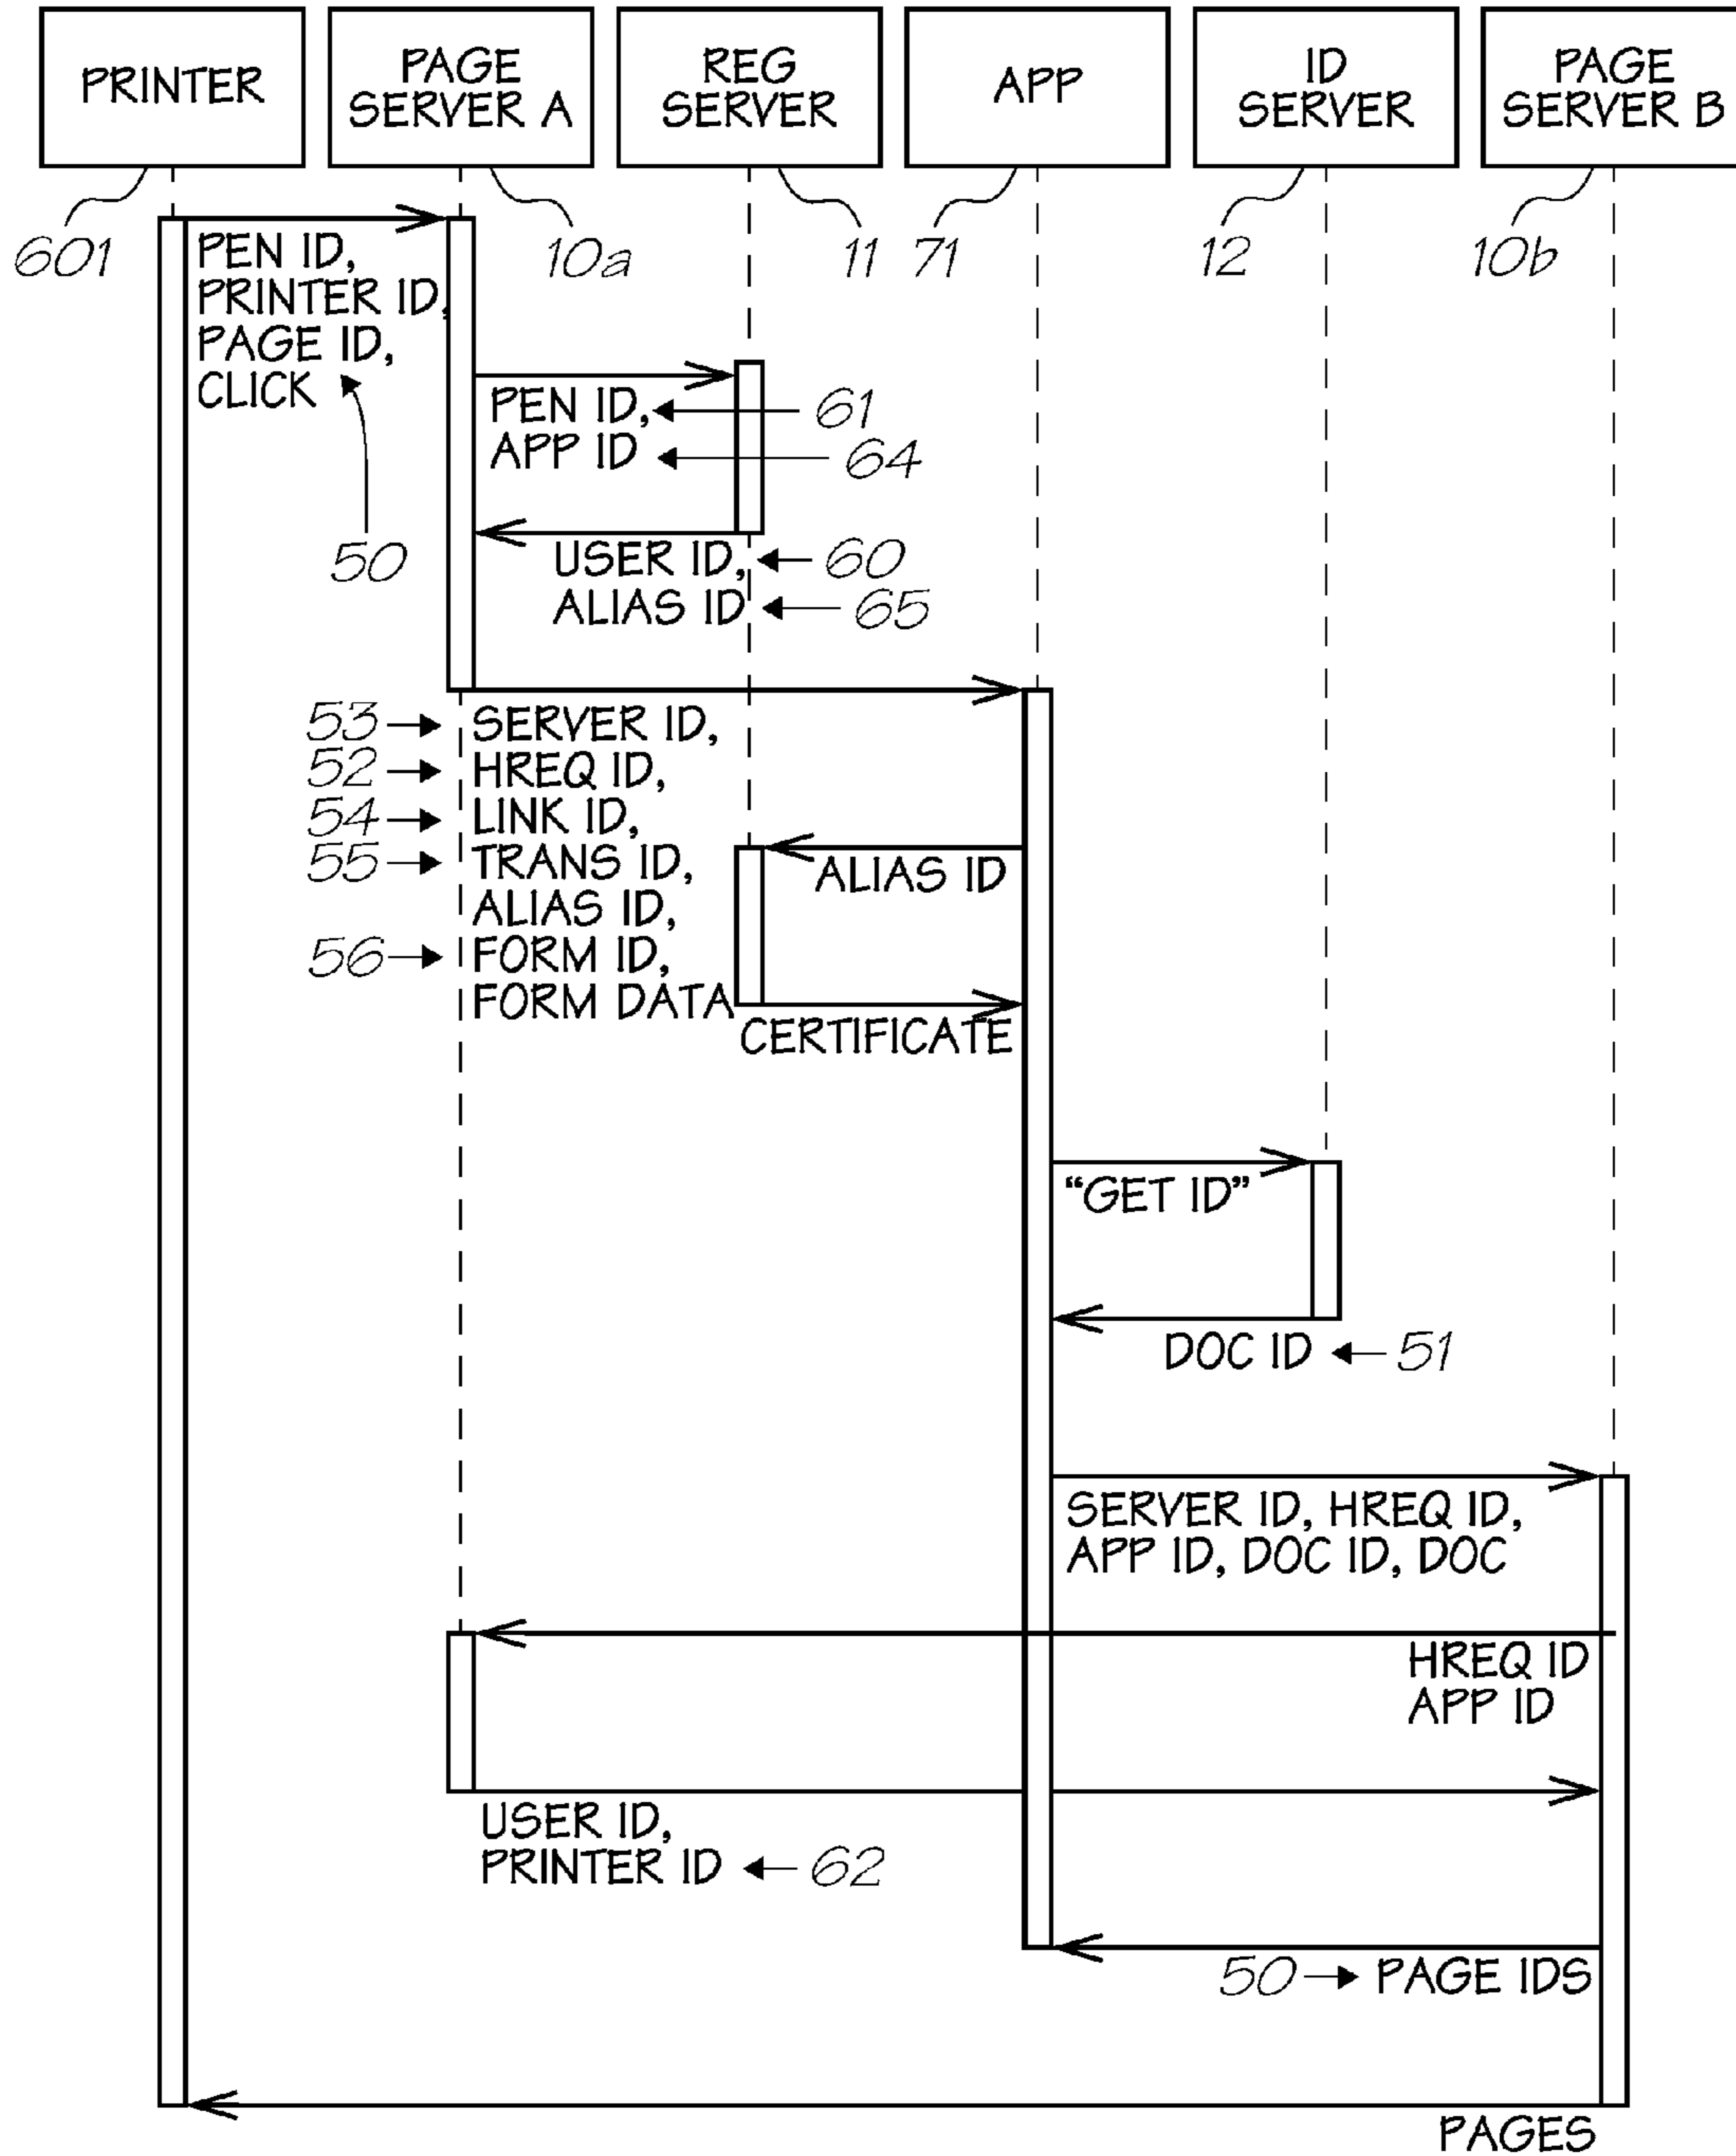 PRINTER
PAGE
SERVER A
REG
SERVER
APP
ID
SERVER
PAGE
SERVER B
601
10a
11
71
12
10b
PEN ID,
PRINTER ID,
PAGE ID,
CLICK
50
PEN ID,
61
APP ID
64
USER ID,
60
ALIAS ID
65
53
SERVER ID,
52
HREQ ID,
54
LINK ID,
55
TRANS ID,
ALIAS ID,
56
FORM ID,
FORM DATA
ALIAS ID
CERTIFICATE
“GET ID”
DOC ID
51
SERVER ID, HREQ ID,
APP ID, DOC ID, DOC
HREQ ID
APP ID
USER ID,
PRINTER ID
62
50
PAGE IDS
PAGES